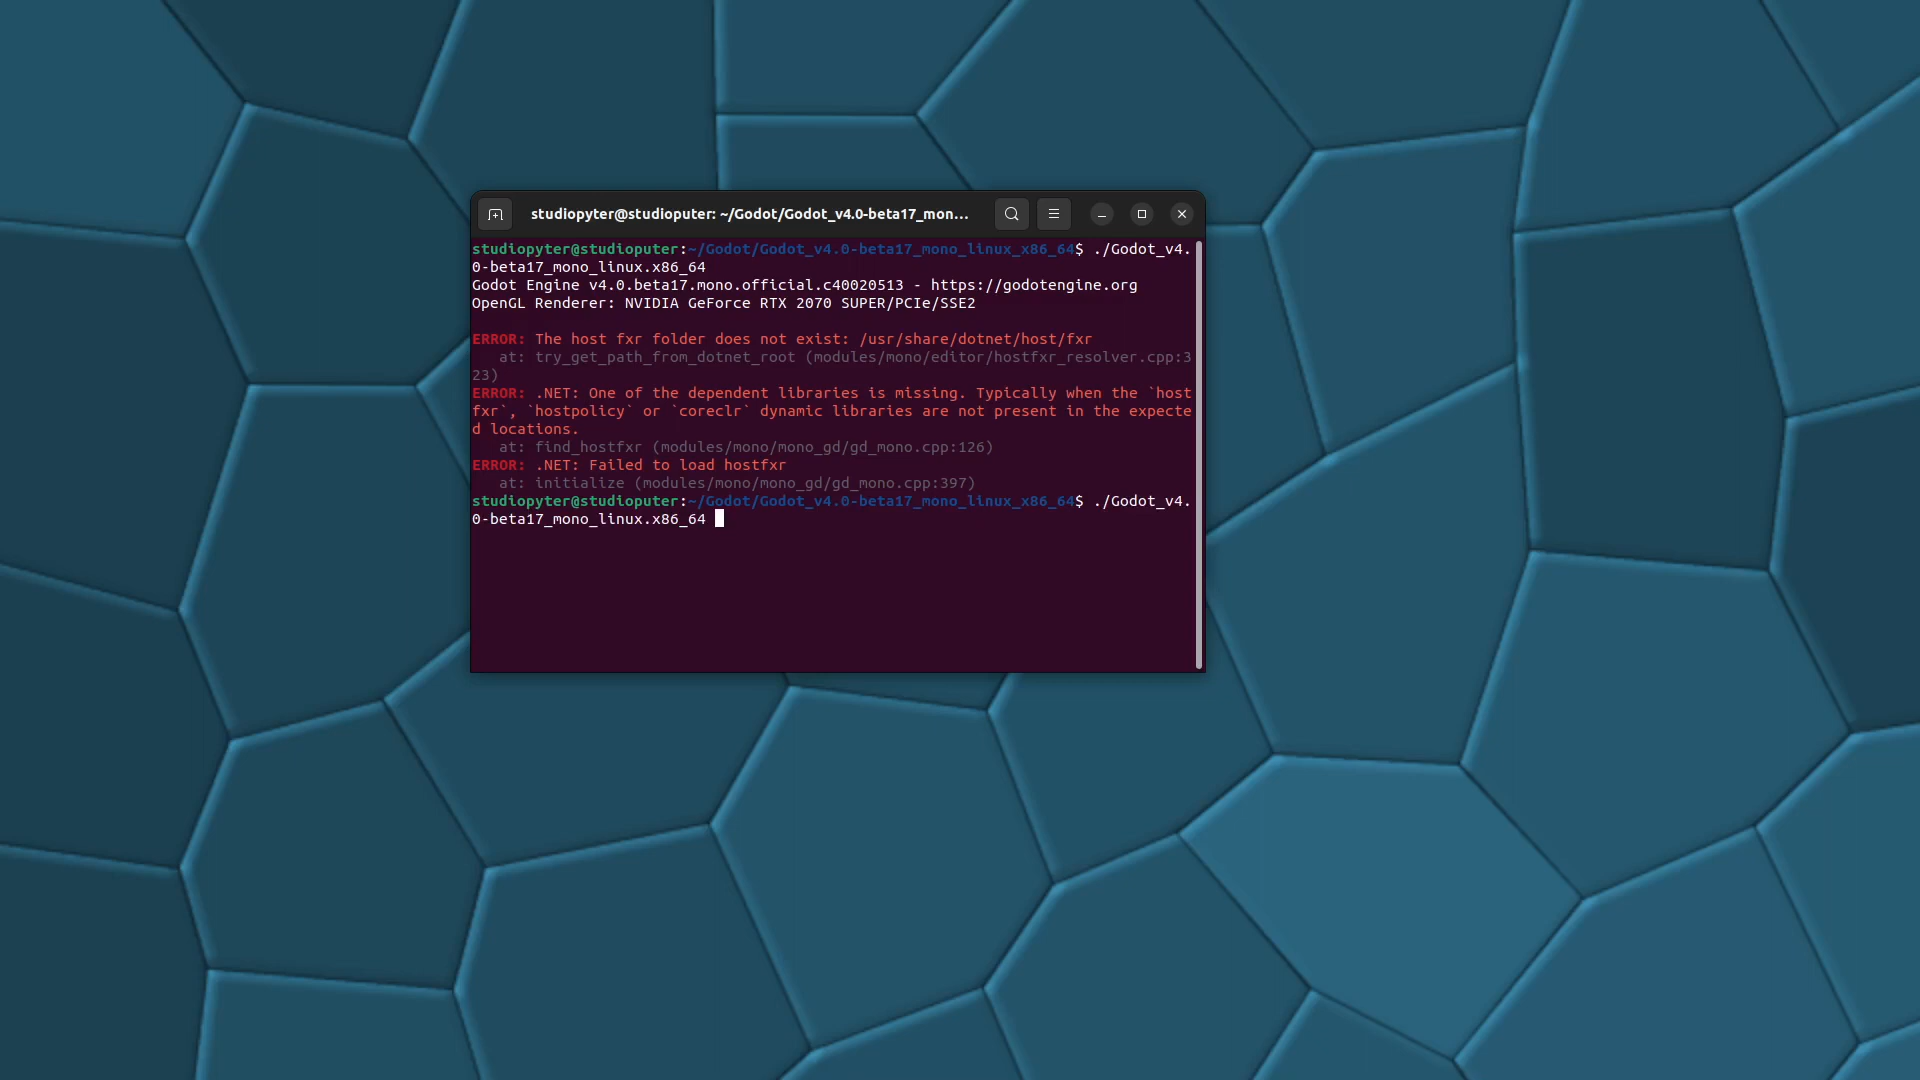 studiopyter@studioputer: ~/Godot/Godot_v4.0-beta17_mon...
studiopyter@studioputer:~/Godot/Godot_v4.0-beta17_mono_linux_x86_64$ ./Godot_v4.
0-beta17_mono_linux.x86_64
Godot Engine v4.0.beta17.mono.official.c40020513 - https://godotengine.org
OpenGL Renderer: NVIDIA GeForce RTX 2070 SUPER/PCIe/SSE2
ERROR: The host fxr folder does not exist: /usr/share/dotnet/host/fxr
at: try_get_path_from_dotnet_root (modules/mono/editor/hostfxr_resolver.cpp:3
23)
ERROR: .NET: One of the dependent libraries is missing. Typically when the `host
fxr`, `hostpolicy` or `coreclr` dynamic libraries are not present in the expecte
d locations.
at: find_hostfxr (modules/mono/mono_gd/gd_mono.cpp:126)
ERROR: .NET: Failed to load hostfxr
at: initialize (modules/mono/mono_gd/gd_mono.cpp:397)
studiopyter@studioputer:~/Godot/Godot_v4.0-beta17_mono_linux_x86_64$ ./Godot_v4.
0-beta17_mono_linux.x86_64